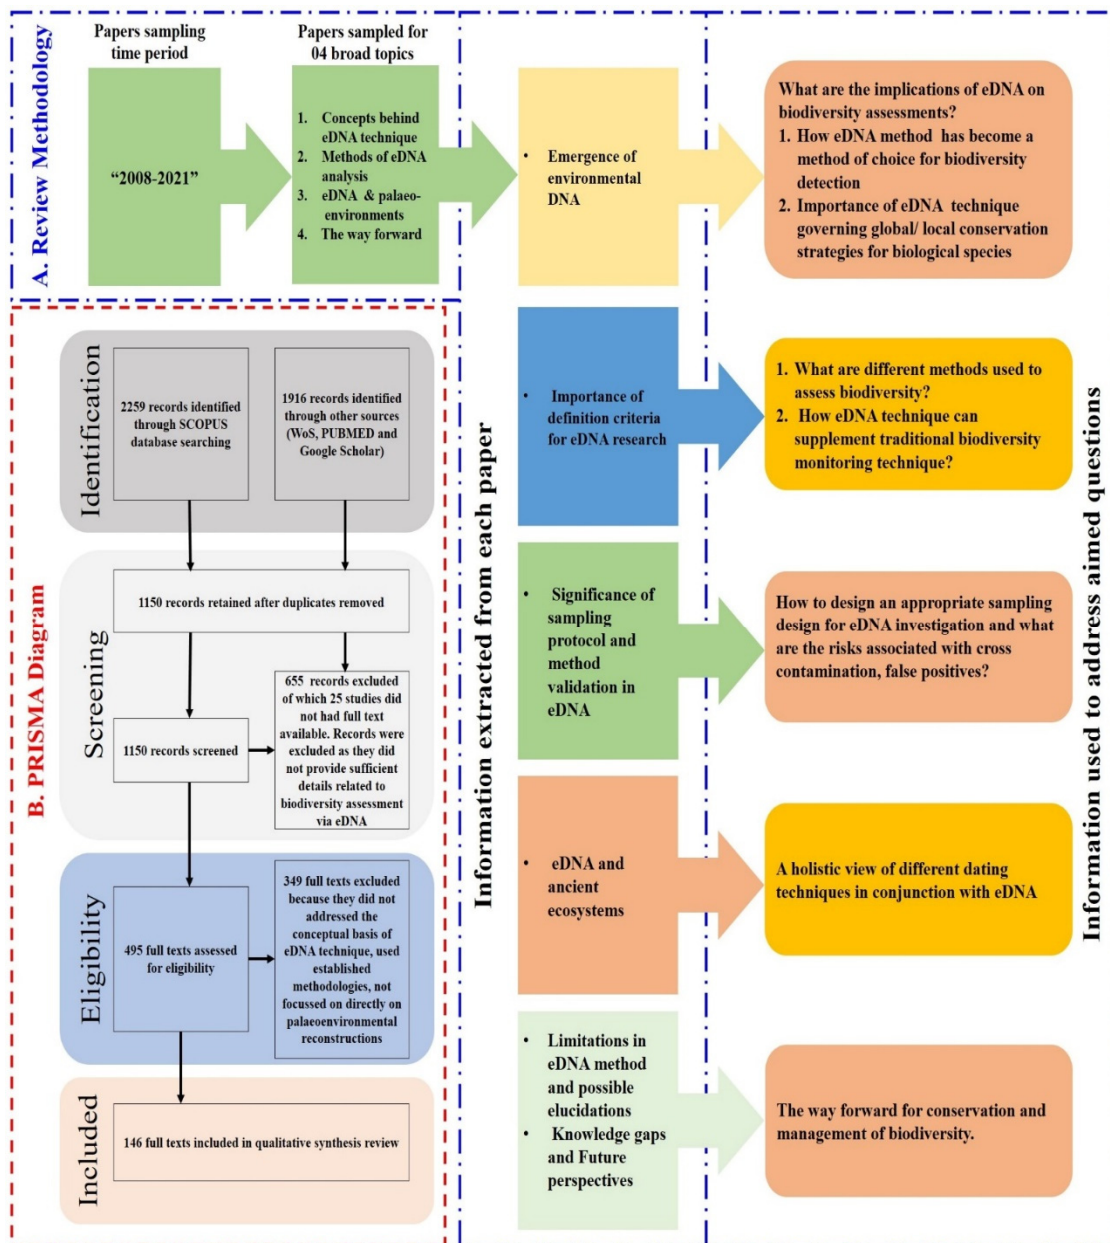 A. Review Methodology
Papers sampling
time period
“2008-2021”
Papers sampled for
04 broad topics
1. Concepts behind
eDNA technique
2. Methods of eDNA
analysis
3. eDNA & palaeo-
environments
4. The way forward
• Emergence of
environmental
DNA
What are the implications of eDNA on
biodiversity assessments?
1. How eDNA method has become a
method of choice for biodiversity
detection
2. Importance of eDNA technique
governing global/ local conservation
strategies for biological species
B. PRISMA Diagram
Identification
2259 records identified
through SCOPUS
database searching
1916 records identified
through other sources
(WoS, PUBMED and
Google Scholar)
Screening
1150 records retained after duplicates removed
1150 records screened
655 records excluded
of which 25 studies did
not had full text
available. Records were
excluded as they did
not provide sufficient
details related to
biodiversity assessment
via eDNA
Eligibility
495 full texts assessed
for eligibility
349 full texts excluded
because they did not
addressed the
conceptual basis of
eDNA technique, used
established
methodologies, not
focussed on directly on
palaeoenvironmental
reconstructions
Included
146 full texts included in qualitative synthesis review
Information extracted from each paper
• Importance of
definition criteria
for eDNA research
• Significance of
sampling
protocol and
method
validation in
eDNA
• eDNA and
ancient
ecosystems
• Limitations in
eDNA method
and possible
elucidations
• Knowledge gaps
and Future
perspectives
1. What are different methods used to
assess biodiversity?
2. How eDNA technique can
supplement traditional biodiversity
monitoring technique?
How to design an appropriate sampling
design for eDNA investigation and what
are the risks associated with cross
contamination, false positives?
A holistic view of different dating
techniques in conjunction with eDNA
The way forward for conservation and
management of biodiversity.
Information used to address aimed questions